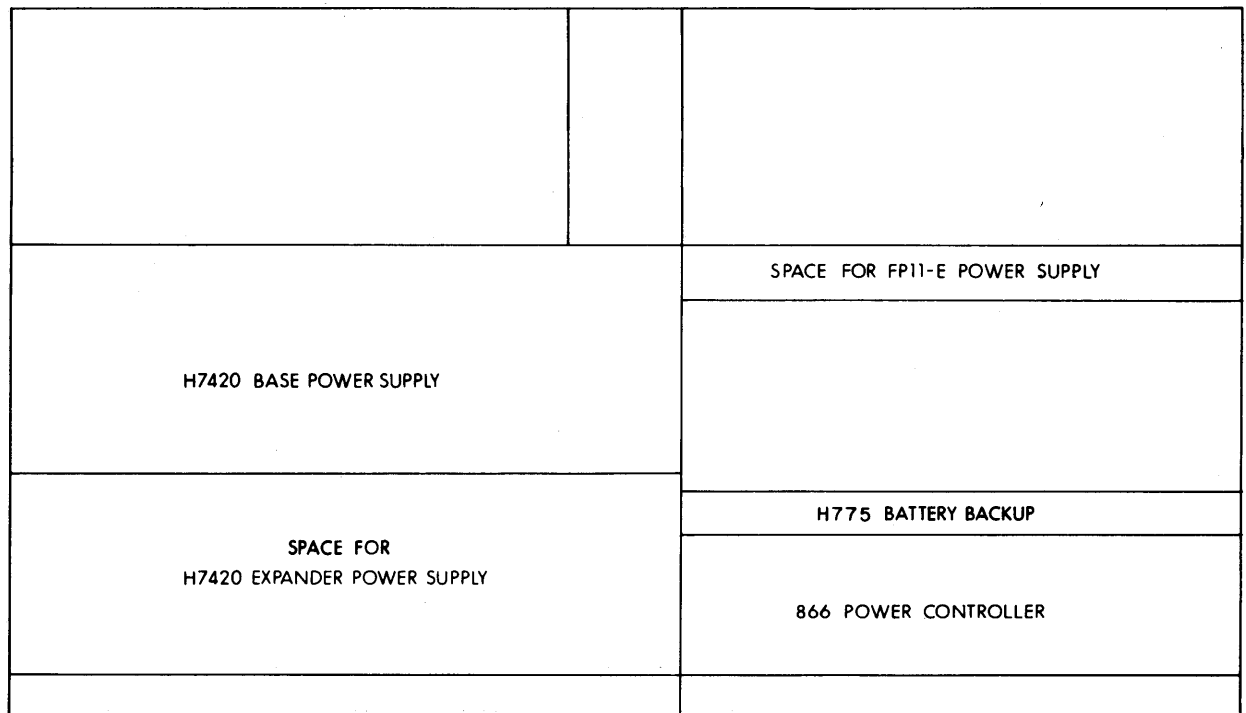 SPACE FOR FP11-E POWER SUPPLY
H7420 BASE POWER SUPPLY
H775 BATTERY BACKUP
SPACE FOR
H7420 EXPANDER POWER SUPPLY
866 POWER CONTROLLER